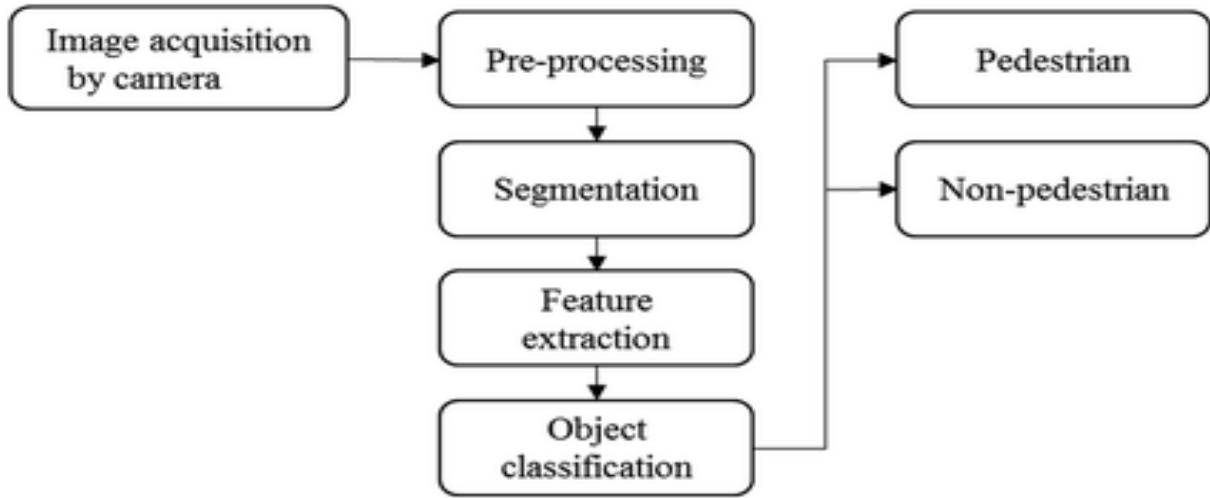 Image acquisition
by camera
Pre-processing
Segmentation
Feature
extraction
Object
classification
Pedestrian
Non-pedestrian